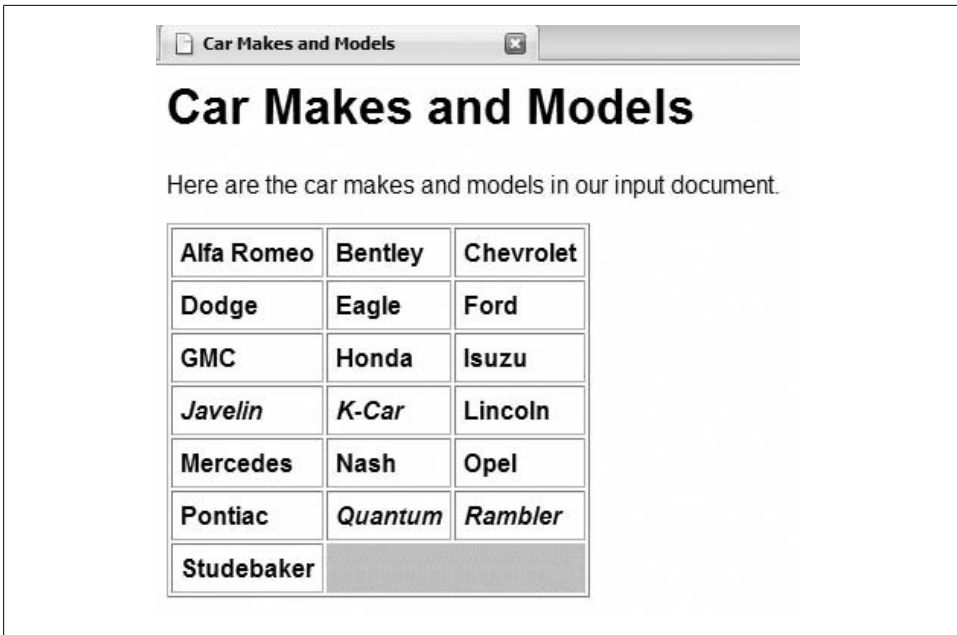 Car Makes and Models
Car Makes and Models
Here are the car makes and models in our input document.
Alfa Romeo Bentley Chevrolet
Dodge Eagle Ford
GMC Honda Isuzu
Javelin K-Car Lincoln
Mercedes Nash Opel
Pontiac Quantum Rambler
Studebaker